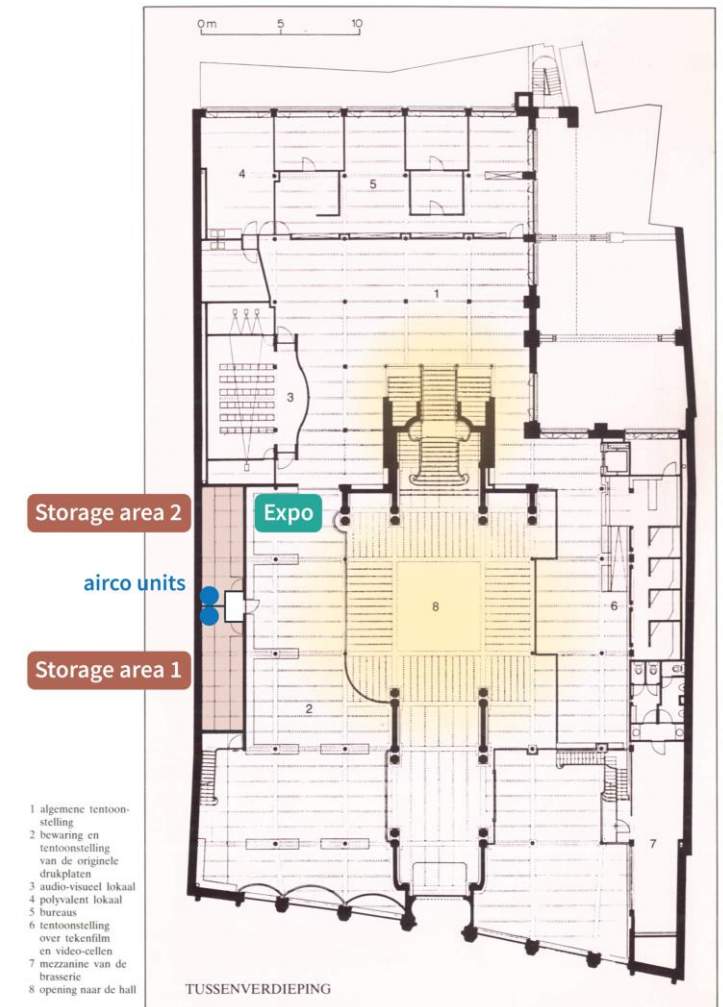 0m 5 10
4
5
1
3
Storage area 2
Expo
airco units
8
6
Storage area 1
2
7
1 algemene tentoon-
stelling
2 bewaring en
tentoonstelling
van de originele
drukplaten
3 audio-visueel lokaal
4 polyvalent lokaal
5 bureaus
6 tentoonstelling
over tekenfilm
en video-cellen
7 mezzanine van de
brasserie
8 opening naar de hall
TUSSENVERDIEPING